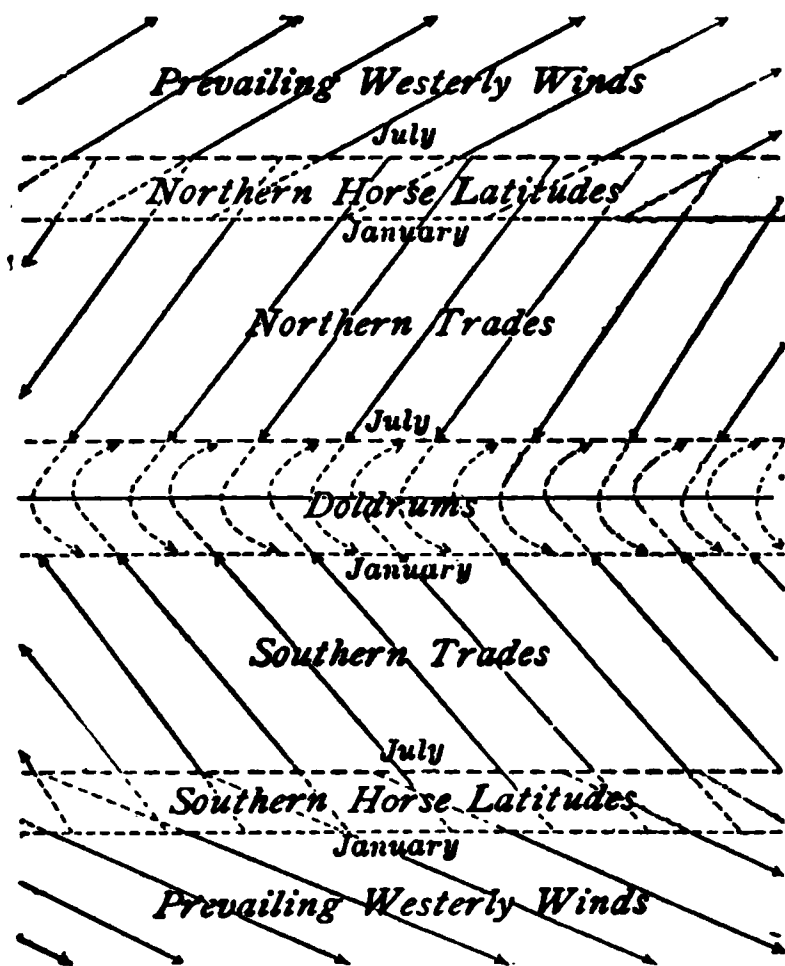 Prevailing Westerly Winds
July
Northern Horse Latitudes
January
Northern Trades
July
Doldrums
January
Southern Trades
July
Southern Horse Latitudes
January
Prevailing Westerly Winds